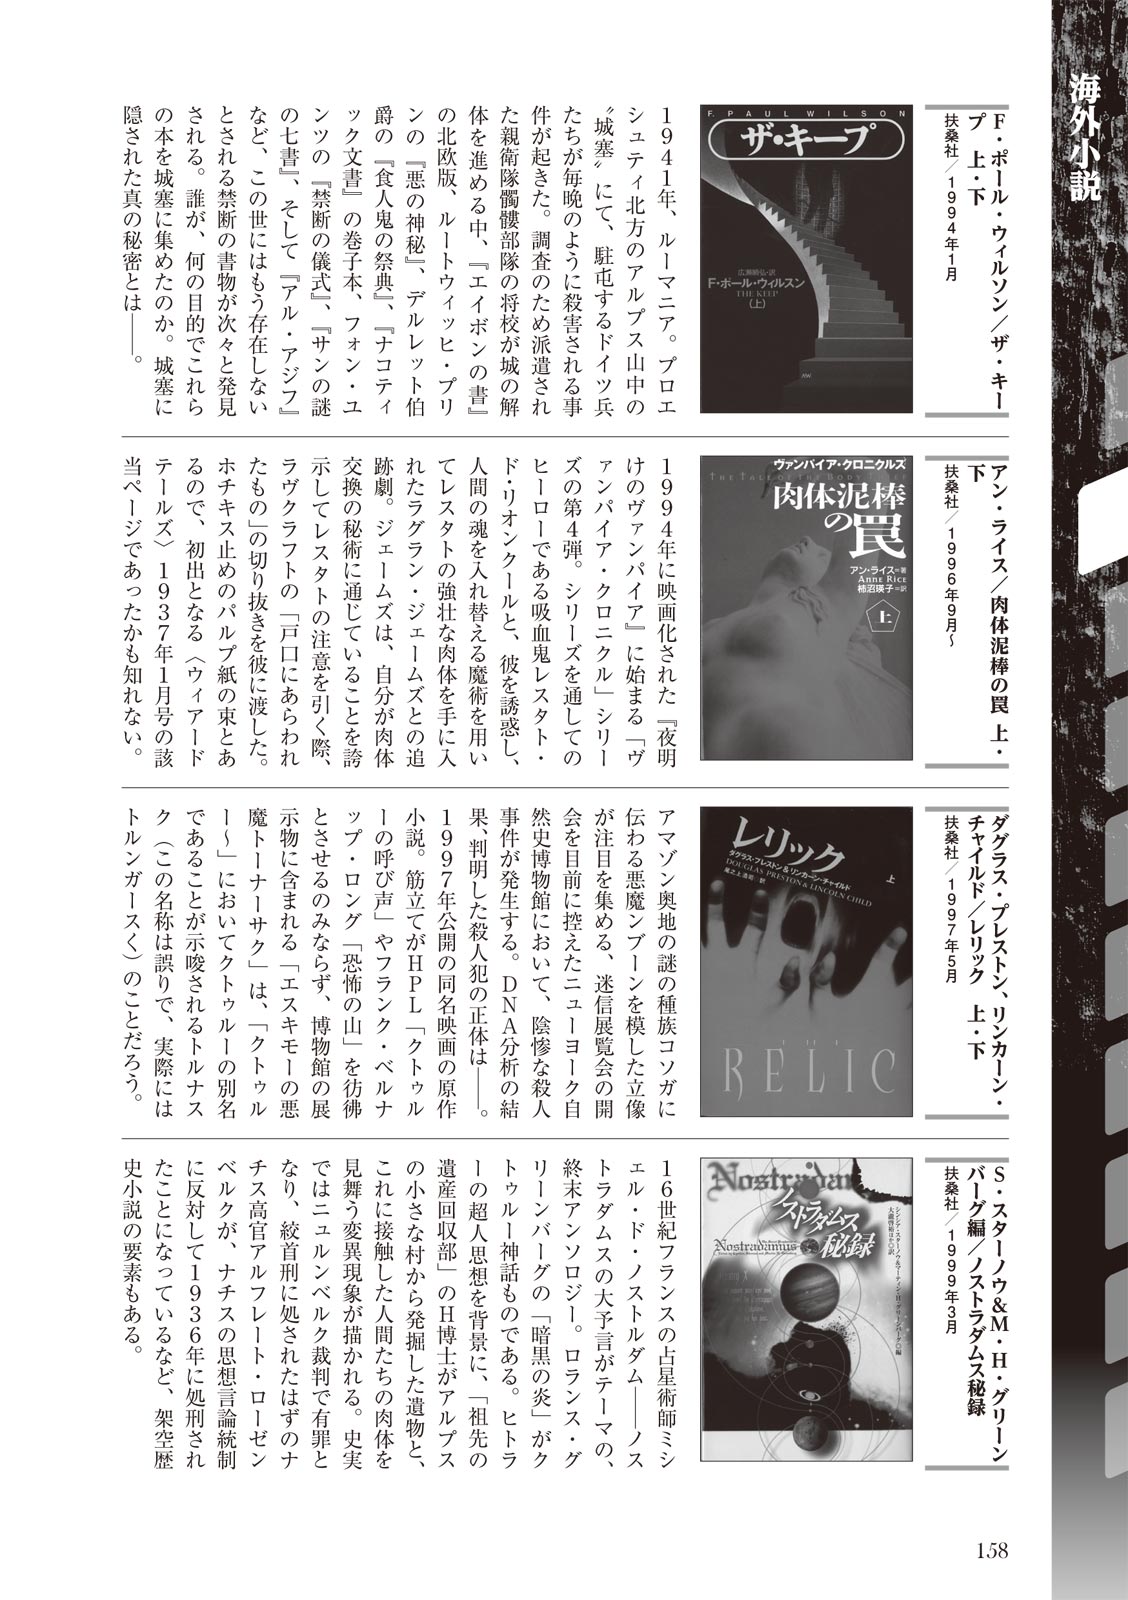 海外小説
F・ポール・ウィルソン／ザ・キー
プ　上・下
扶桑社／1994年1月
F. PAUL WILSON
ザ・キープ
広瀬順弘・訳
F・ポール・ウィルスン
THE KEEP
〈上〉
1941年、ルーマニア。プロエ
シュティ北方のアルプス山中の
〝城塞〟にて、駐屯するドイツ兵
たちが毎晩のように殺害される事
件が起きた。調査のため派遣され
た親衛隊髑髏部隊の将校が城の解
体を進める中、『エイボンの書』
の北欧版、ルートウィッヒ・プリ
ンの『悪の神秘』、デルレット伯
爵の『食人鬼の祭典』、『ナコティ
ック文書』の巻子本、フォン・ユ
ンツの『禁断の儀式』、『サンの謎
の七書』、そして『アル・アジフ』
など、この世にはもう存在しない
とされる禁断の書物が次々と発見
される。誰が、何の目的でこれら
の本を城塞に集めたのか。城塞に
隠された真の秘密とは――。
アン・ライス／肉体泥棒の罠　上・
下
扶桑社／1996年9月～
ヴァンパイア・クロニクルズ
THE TALE OF THE BODY THIEF
肉体泥棒
の罠
アン・ライス＝著
ANNE RICE
柿沼瑛子＝訳
上
1994年に映画化された『夜明
けのヴァンパイア』に始まる「ヴ
ァンパイア・クロニクル」シリー
ズの第4弾。シリーズを通しての
ヒーローである吸血鬼レスタト・
ド・リオンクールと、彼を誘惑し、
人間の魂を入れ替える魔術を用い
てレスタトの強壮な肉体を手に入
れたラグラン・ジェームズとの追
跡劇。ジェームズは、自分が肉体
交換の秘術に通じていることを誇
示してレスタトの注意を引く際、
ラヴクラフトの「戸口にあらわれ
たもの」の切り抜きを彼に渡した。
ホチキス止めのパルプ紙の束とあ
るので、初出となる〈ウィアード
テールズ〉1937年1月号の該
当ページであったかも知れない。
ダグラス・プレストン、リンカーン・
チャイルド／レリック　上・下
扶桑社／1997年5月
レリック
上
ダグラス・プレストン&リンカーン・チャイルド
DOUGLAS PRESTON & LINCOLN CHILD
尾之上浩司 訳
THE
RELIC
アマゾン奥地の謎の種族コソガに
伝わる悪魔ンブーンを模した立像
が注目を集める、迷信展覧会の開
会を目前に控えたニューヨーク自
然史博物館において、陰惨な殺人
事件が発生する。DNA分析の結
果、判明した殺人犯の正体は――。
1997年公開の同名映画の原作
小説。筋立てがHPL「クトゥル
ーの呼び声」やフランク・ベルナ
ップ・ロング「恐怖の山」を彷彿
とさせるのみならず、博物館の展
示物に含まれる「エスキモーの悪
魔トーナーサク」は、「クトゥル
ー～」においてクトゥルーの別名
であることが示唆されるトルナス
ク（この名称は誤りで、実際には
トルンガースく）のことだろう。
S・スターノウ&M・H・グリーン
バーグ編／ノストラダムス秘録
扶桑社／1999年3月
Nostradamus
ノストラダムス
秘録
Nostradamus
シンシア・スターノウ&マーティン・H・グリーンバーグ◎編
大瀧啓裕ほか◎訳
16世紀フランスの占星術師ミシ
ェル・ド・ノストルダム――ノス
トラダムスの大予言がテーマの、
終末アンソロジー。ロランス・グ
リーンバーグの「暗黒の炎」がク
トゥルー神話ものである。ヒトラ
ーの超人思想を背景に、「祖先の
遺産回収部」のH博士がアルプス
の小さな村から発掘した遺物と、
これに接触した人間たちの肉体を
見舞う変異現象が描かれる。史実
ではニュルンベルク裁判で有罪と
なり、絞首刑に処されたはずのナ
チス高官アルフレート・ローゼン
ベルクが、ナチスの思想言論統制
に反対して1936年に処刑され
たことになっているなど、架空歴
史小説の要素もある。
158